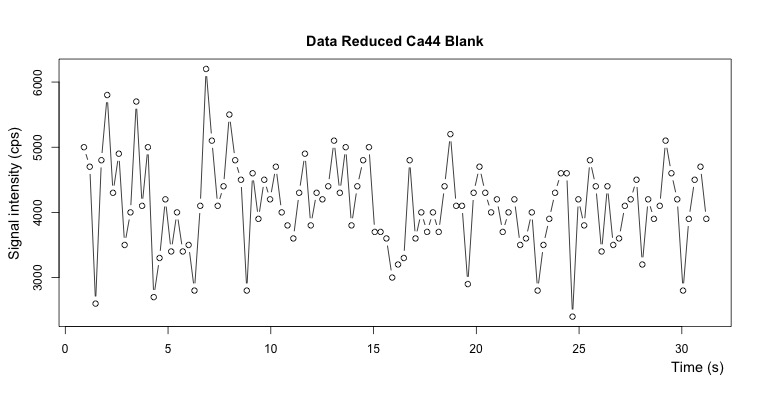 Data Reduced Ca44 Blank
Signal intensity (cps)
6000
5000
4000
3000
0 5 10 15 20 25 30
Time (s)